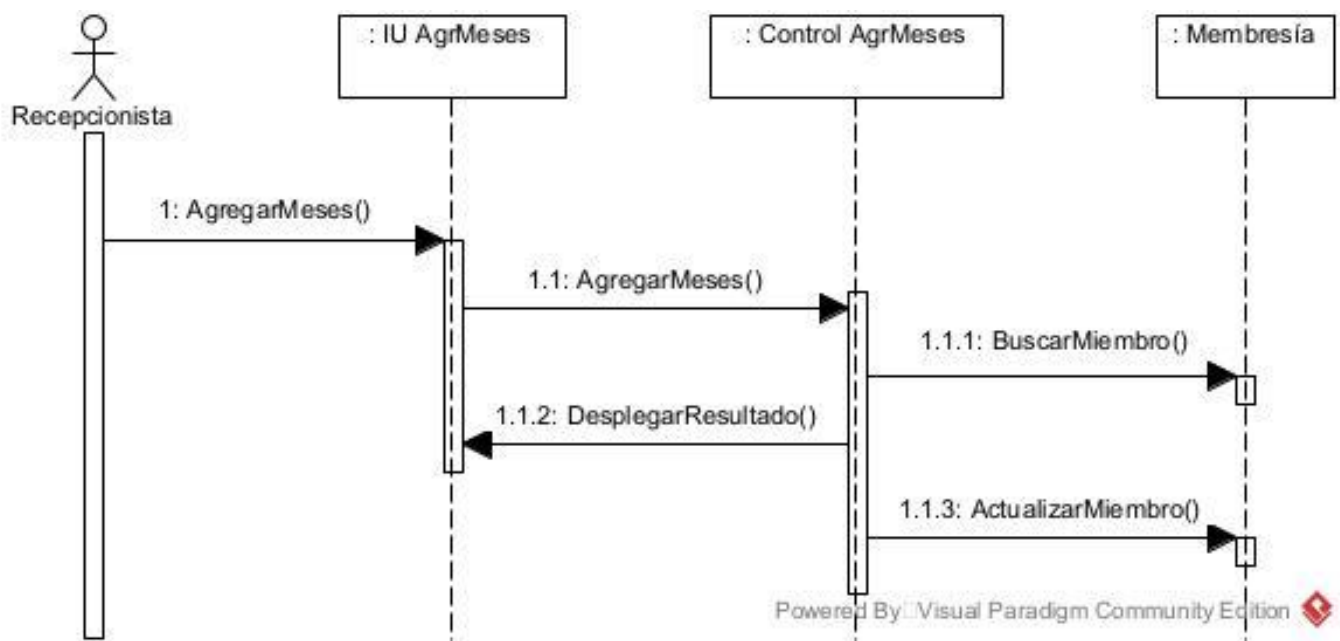 : IU AgrMeses
: Control AgrMeses
: Membresía
Recepcionista
1: AgregarMeses()
1.1: AgregarMeses()
1.1.1: BuscarMiembro()
1.1.2: DesplegarResultado()
1.1.3: ActualizarMiembro()
Powered By Visual Paradigm Community Edition